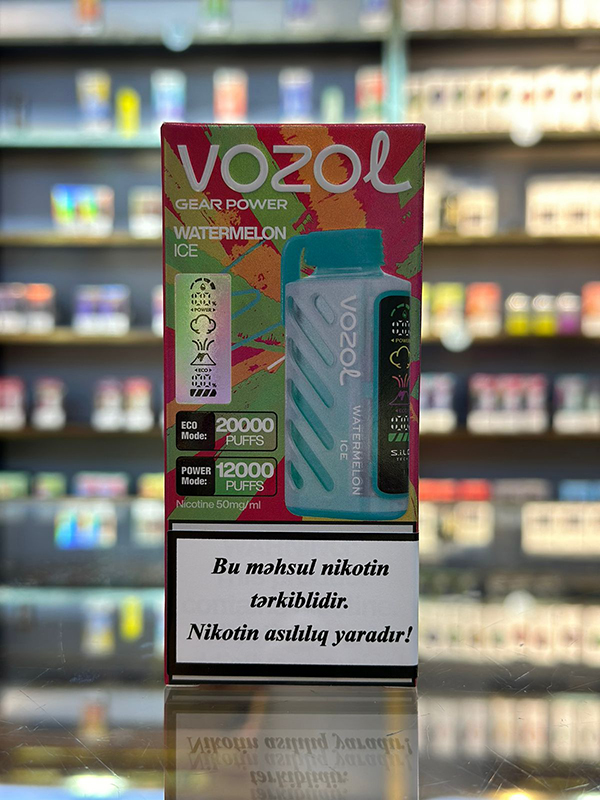 VOZOL
GEAR POWER
WATERMELON
ICE
POWER
ECO
VOZOL
WATERMELON
ICE
ECO
Mode:
20000
PUFFS
POWER
Mode:
12000
PUFFS
Nicotine 50mg/ml
Bu məhsul nikotin
tərkiblidir.
Nikotin asılılıq yaradır!